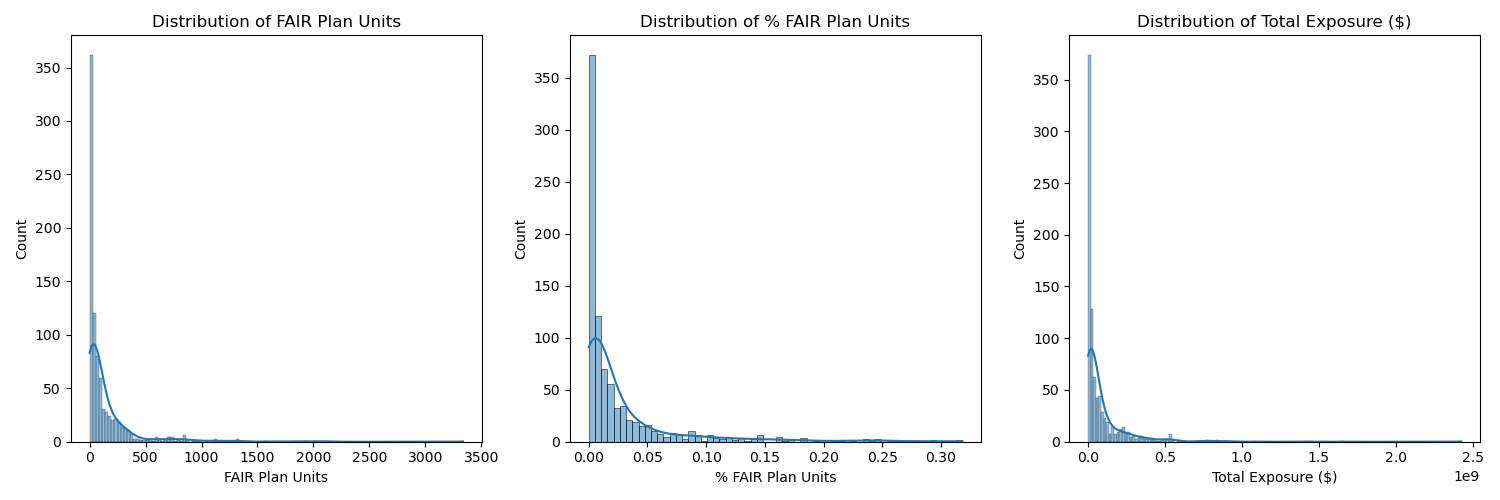 Distribution of FAIR Plan Units
350
300
250
200
150
100
50
0
Count
0 500 1000 1500 2000 2500 3000 3500
FAIR Plan Units
Distribution of % FAIR Plan Units
350
300
250
200
150
100
50
0
Count
0.00 0.05 0.10 0.15 0.20 0.25 0.30
% FAIR Plan Units
Distribution of Total Exposure ($)
350
300
250
200
150
100
50
0
Count
0.0 0.5 1.0 1.5 2.0 2.5
1e9
Total Exposure ($)